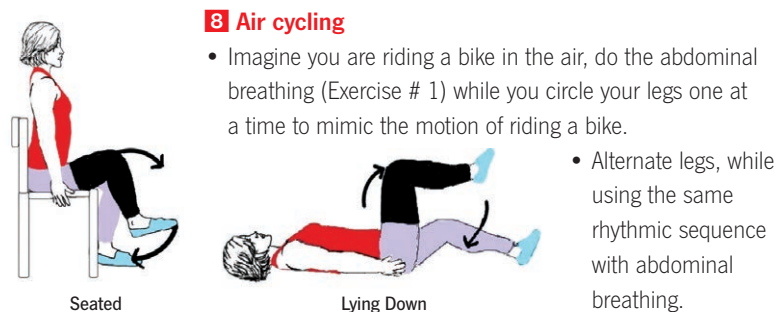 8 Air cycling
• Imagine you are riding a bike in the air, do the abdominal
breathing (Exercise # 1) while you circle your legs one at
a time to mimic the motion of riding a bike.
• Alternate legs, while
using the same
rhythmic sequence
with abdominal
breathing.
Seated
Lying Down